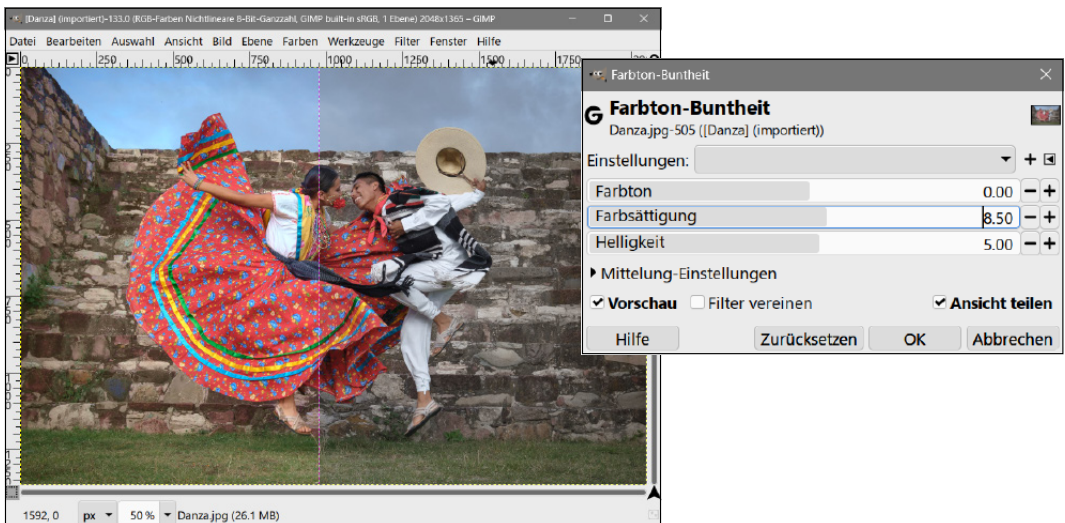 [Danza] (importiert)-133.0 (RGB-Farben Nichtlineare 8-Bit-Ganzzahl, GIMP built-in sRGB, 1 Ebene) 2048x1365 – GIMP
Datei Bearbeiten Auswahl Ansicht Bild Ebene Farben Werkzeuge Filter Fenster Hilfe
0 250 500 750 1000 1250 1500 1750
1592, 0 px 50 % Danza.jpg (26.1 MB)
Farbton-Buntheit
G Farbton-Buntheit
Danza.jpg-505 ([Danza] (importiert))
Einstellungen:
Farbton 0.00
Farbsättigung 8.50
Helligkeit 5.00
Mittelung-Einstellungen
Vorschau Filter vereinen Ansicht teilen
Hilfe Zurücksetzen OK Abbrechen